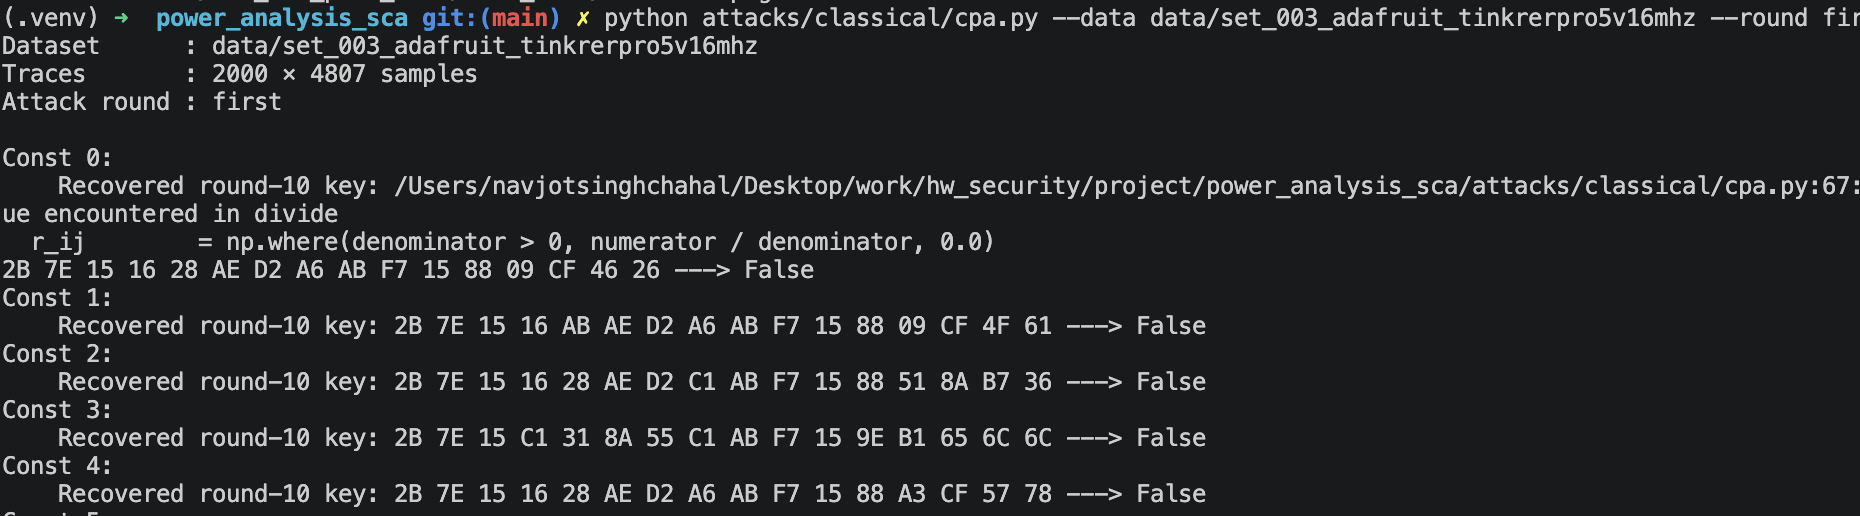 (.venv) ➜  power_analysis_sca git:(main) ✗ python attacks/classical/cpa.py --data data/set_003_adafruit_tinkrerpro5v16mhz --round fir
Dataset      : data/set_003_adafruit_tinkrerpro5v16mhz
Traces       : 2000 × 4807 samples
Attack round : first
Const 0:
    Recovered round-10 key: /Users/navjotsinghchahal/Desktop/work/hw_security/project/power_analysis_sca/attacks/classical/cpa.py:67:
ue encountered in divide
  r_ij        = np.where(denominator > 0, numerator / denominator, 0.0)
2B 7E 15 16 28 AE D2 A6 AB F7 15 88 09 CF 46 26 ---> False
Const 1:
    Recovered round-10 key: 2B 7E 15 16 AB AE D2 A6 AB F7 15 88 09 CF 4F 61 ---> False
Const 2:
    Recovered round-10 key: 2B 7E 15 16 28 AE D2 C1 AB F7 15 88 51 8A B7 36 ---> False
Const 3:
    Recovered round-10 key: 2B 7E 15 C1 31 8A 55 C1 AB F7 15 9E B1 65 6C 6C ---> False
Const 4:
    Recovered round-10 key: 2B 7E 15 16 28 AE D2 A6 AB F7 15 88 A3 CF 57 78 ---> False